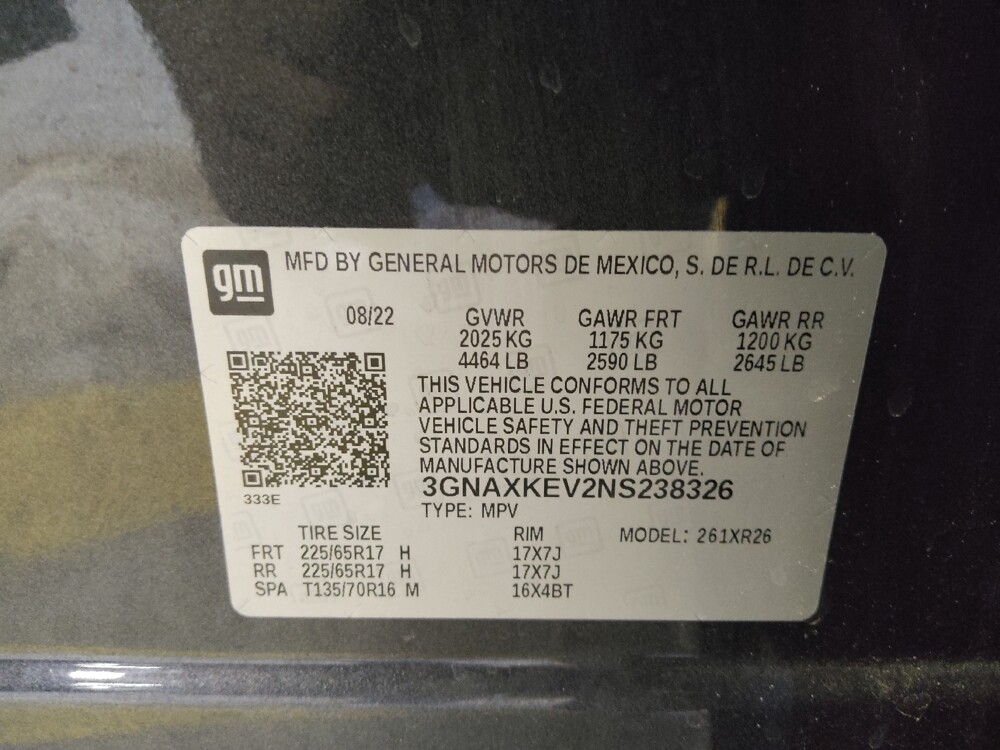 gm
MFD BY GENERAL MOTORS DE MEXICO, S. DE R.L. DE C.V.
08/22 GVWR GAWR FRT GAWR RR
2025 KG 1175 KG 1200 KG
4464 LB 2590 LB 2645 LB
THIS VEHICLE CONFORMS TO ALL
APPLICABLE U.S. FEDERAL MOTOR
VEHICLE SAFETY AND THEFT PREVENTION
STANDARDS IN EFFECT ON THE DATE OF
MANUFACTURE SHOWN ABOVE.
333E
3GNAXKEV2NS238326
TYPE: MPV
TIRE SIZE RIM MODEL: 261XR26
FRT 225/65R17 H 17X7J
RR 225/65R17 H 17X7J
SPA T135/70R16 M 16X4BT